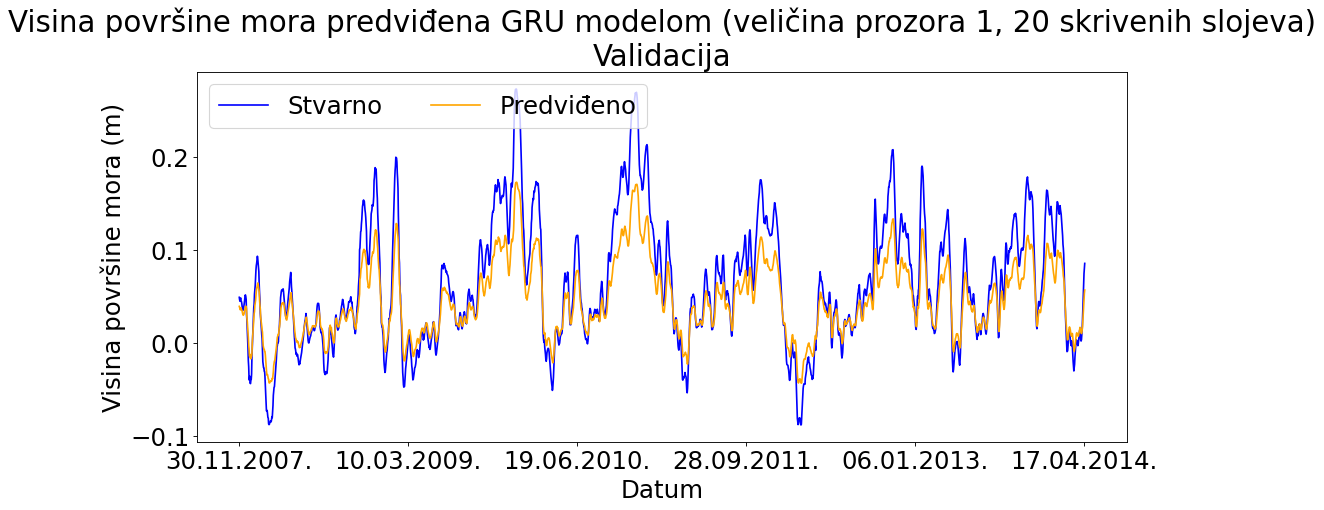 Visina površine mora predviđena GRU modelom (veličina prozora 1, 20 skrivenih slojeva)
Validacija
Stvarno Predviđeno
Visina površine mora (m)
0.2
0.1
0.0
−0.1
30.11.2007. 10.03.2009. 19.06.2010. 28.09.2011. 06.01.2013. 17.04.2014.
Datum